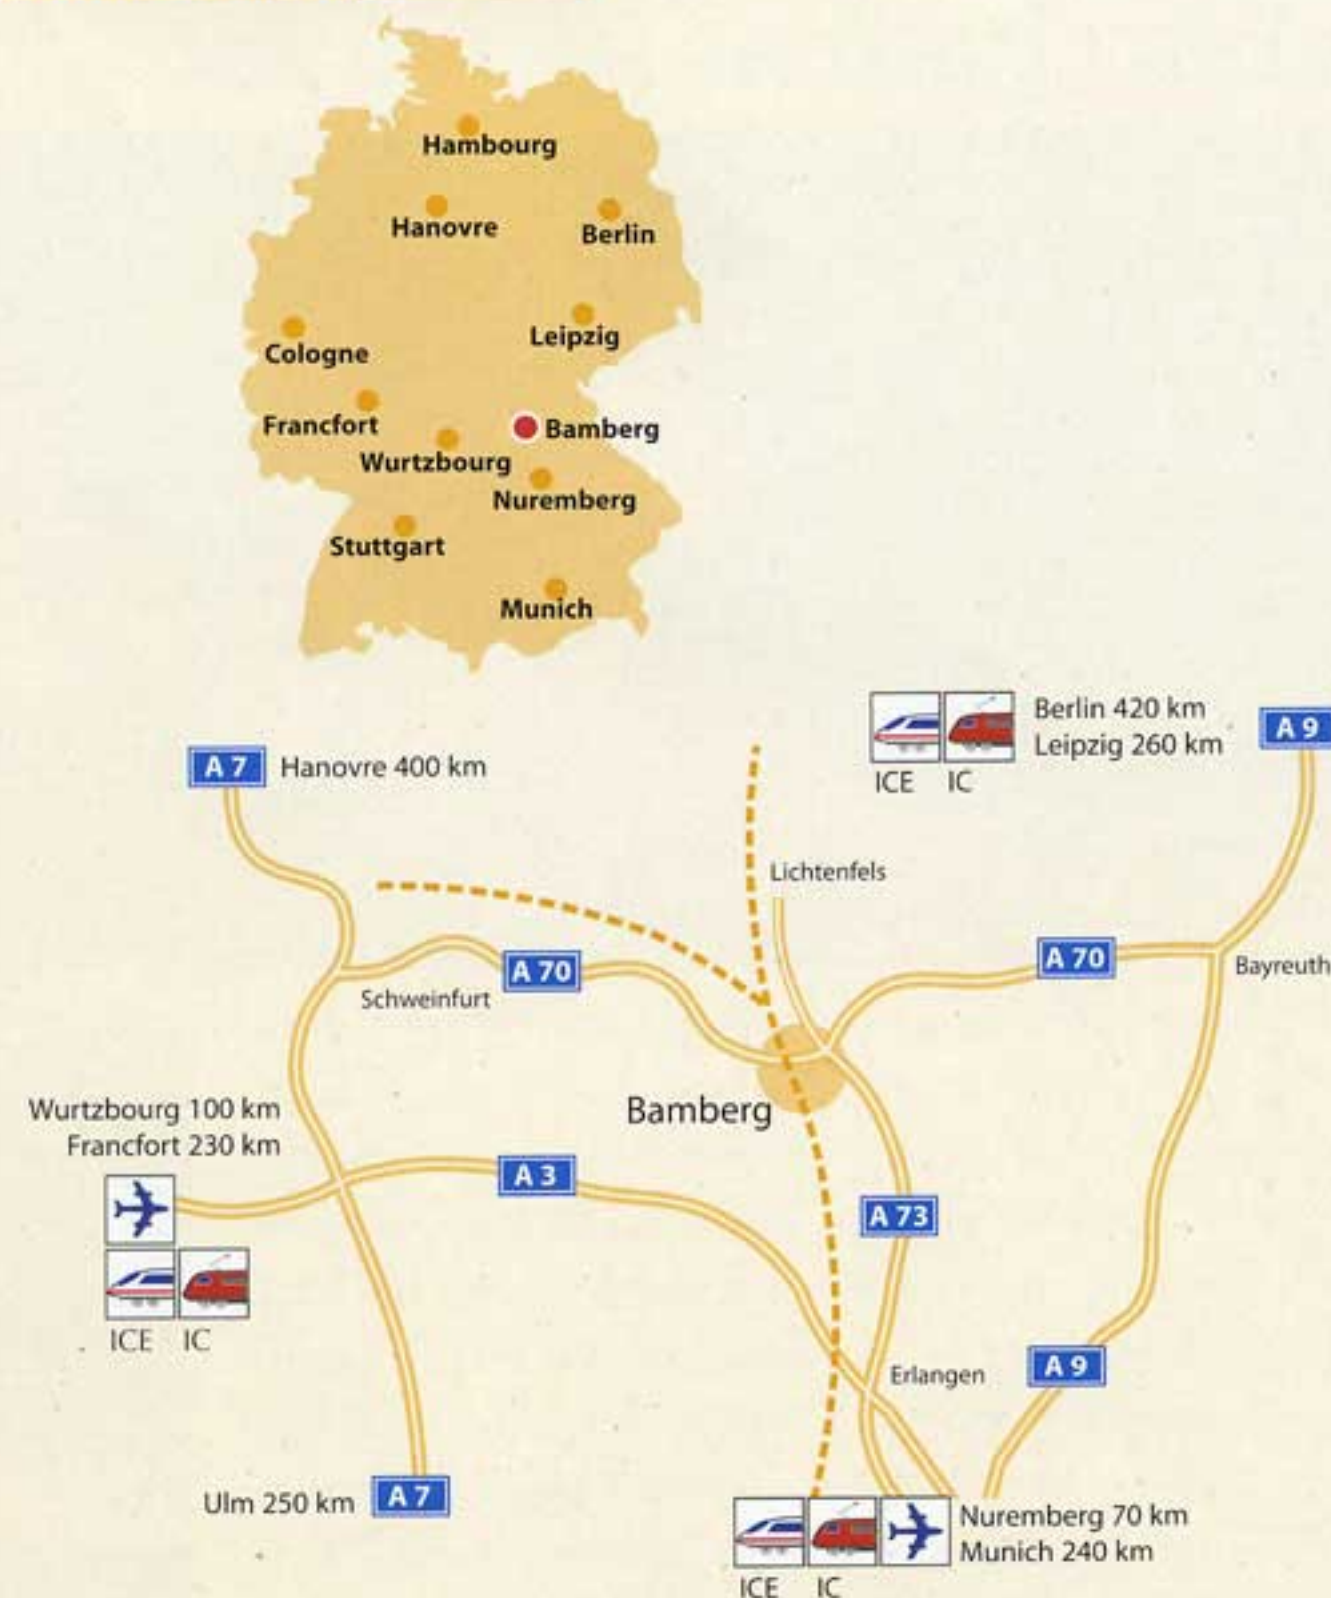 Hambourg
Hanovre
Berlin
Leipzig
Cologne
Francfort
Bamberg
Wurtzbourg
Nuremberg
Stuttgart
Munich
Berlin 420 km
Leipzig 260 km
A 9
ICE IC
A 7 Hanovre 400 km
Lichtenfels
A 70
A 70
Bayreuth
Schweinfurt
Wurtzbourg 100 km
Francfort 230 km
Bamberg
A 3
A 73
ICE IC
Erlangen
A 9
Ulm 250 km A 7
Nuremberg 70 km
Munich 240 km
ICE IC